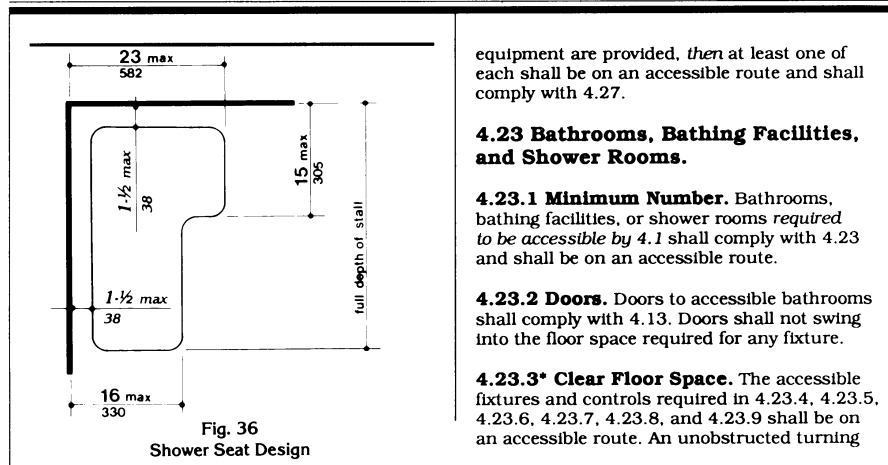 23 max
582
1-½ max
38
15 max
305
full depth of stall
1-½ max
38
16 max
330
Fig. 36
Shower Seat Design
equipment are provided, then at least one of
each shall be on an accessible route and shall
comply with 4.27.
4.23 Bathrooms, Bathing Facilities,
and Shower Rooms.
4.23.1 Minimum Number. Bathrooms,
bathing facilities, or shower rooms required
to be accessible by 4.1 shall comply with 4.23
and shall be on an accessible route.
4.23.2 Doors. Doors to accessible bathrooms
shall comply with 4.13. Doors shall not swing
into the floor space required for any fixture.
4.23.3* Clear Floor Space. The accessible
fixtures and controls required in 4.23.4, 4.23.5,
4.23.6, 4.23.7, 4.23.8, and 4.23.9 shall be on
an accessible route. An unobstructed turning